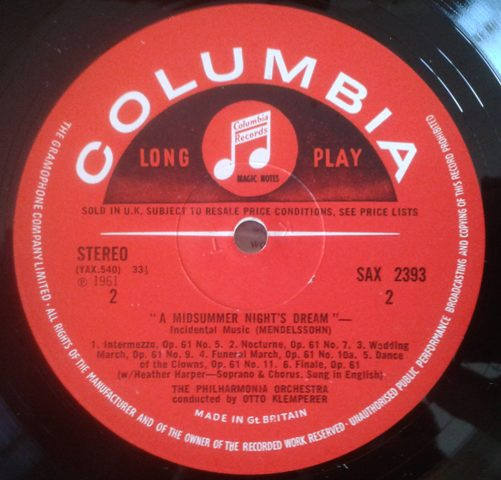 COLUMBIA
Columbia
Records
LONG PLAY
MAGIC NOTES
SOLD IN U.K. SUBJECT TO RESALE PRICE CONDITIONS, SEE PRICE LISTS
STEREO
(YAX.540) 33⅓
℗ 1961
2
SAX 2393
2
"A MIDSUMMER NIGHT'S DREAM"—
Incidental Music (MENDELSSOHN)
1. Intermezzo, Op. 61 No. 5. 2. Nocturne, Op. 61 No. 7. 3. Wedding
March, Op. 61 No. 9. 4. Funeral March, Op. 61 No. 10a. 5. Dance
of the Clowns, Op. 61 No. 11. 6. Finale, Op. 61
(w/Heather Harper—Soprano & Chorus. Sung in English)
THE PHILHARMONIA ORCHESTRA
conducted by OTTO KLEMPERER
MADE IN Gt. BRITAIN
THE GRAMOPHONE COMPANY LIMITED · ALL RIGHTS OF THE MANUFACTURER AND OF THE OWNER OF THE RECORDED WORK RESERVED · UNAUTHORISED PUBLIC PERFORMANCE BROADCASTING AND COPYING OF THIS RECORD PROHIBITED